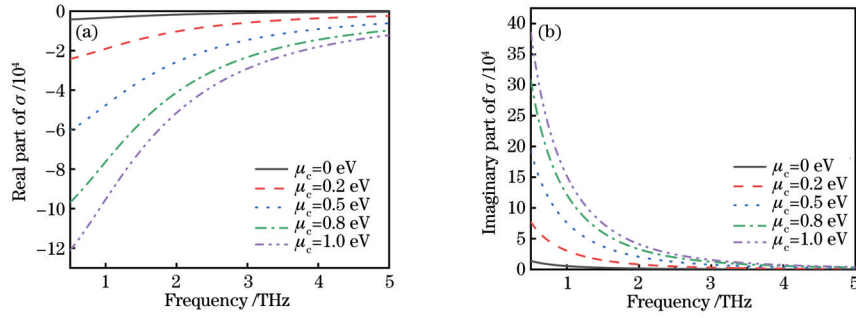 (a)
Real part of σ /10⁴
0
−2
−4
−6
−8
−10
−12
1
2
3
4
5
Frequency /THz
μc=0 eV
μc=0.2 eV
μc=0.5 eV
μc=0.8 eV
μc=1.0 eV
(b)
Imaginary part of σ /10⁴
40
35
30
25
20
15
10
5
0
1
2
3
4
5
Frequency /THz
μc=0 eV
μc=0.2 eV
μc=0.5 eV
μc=0.8 eV
μc=1.0 eV